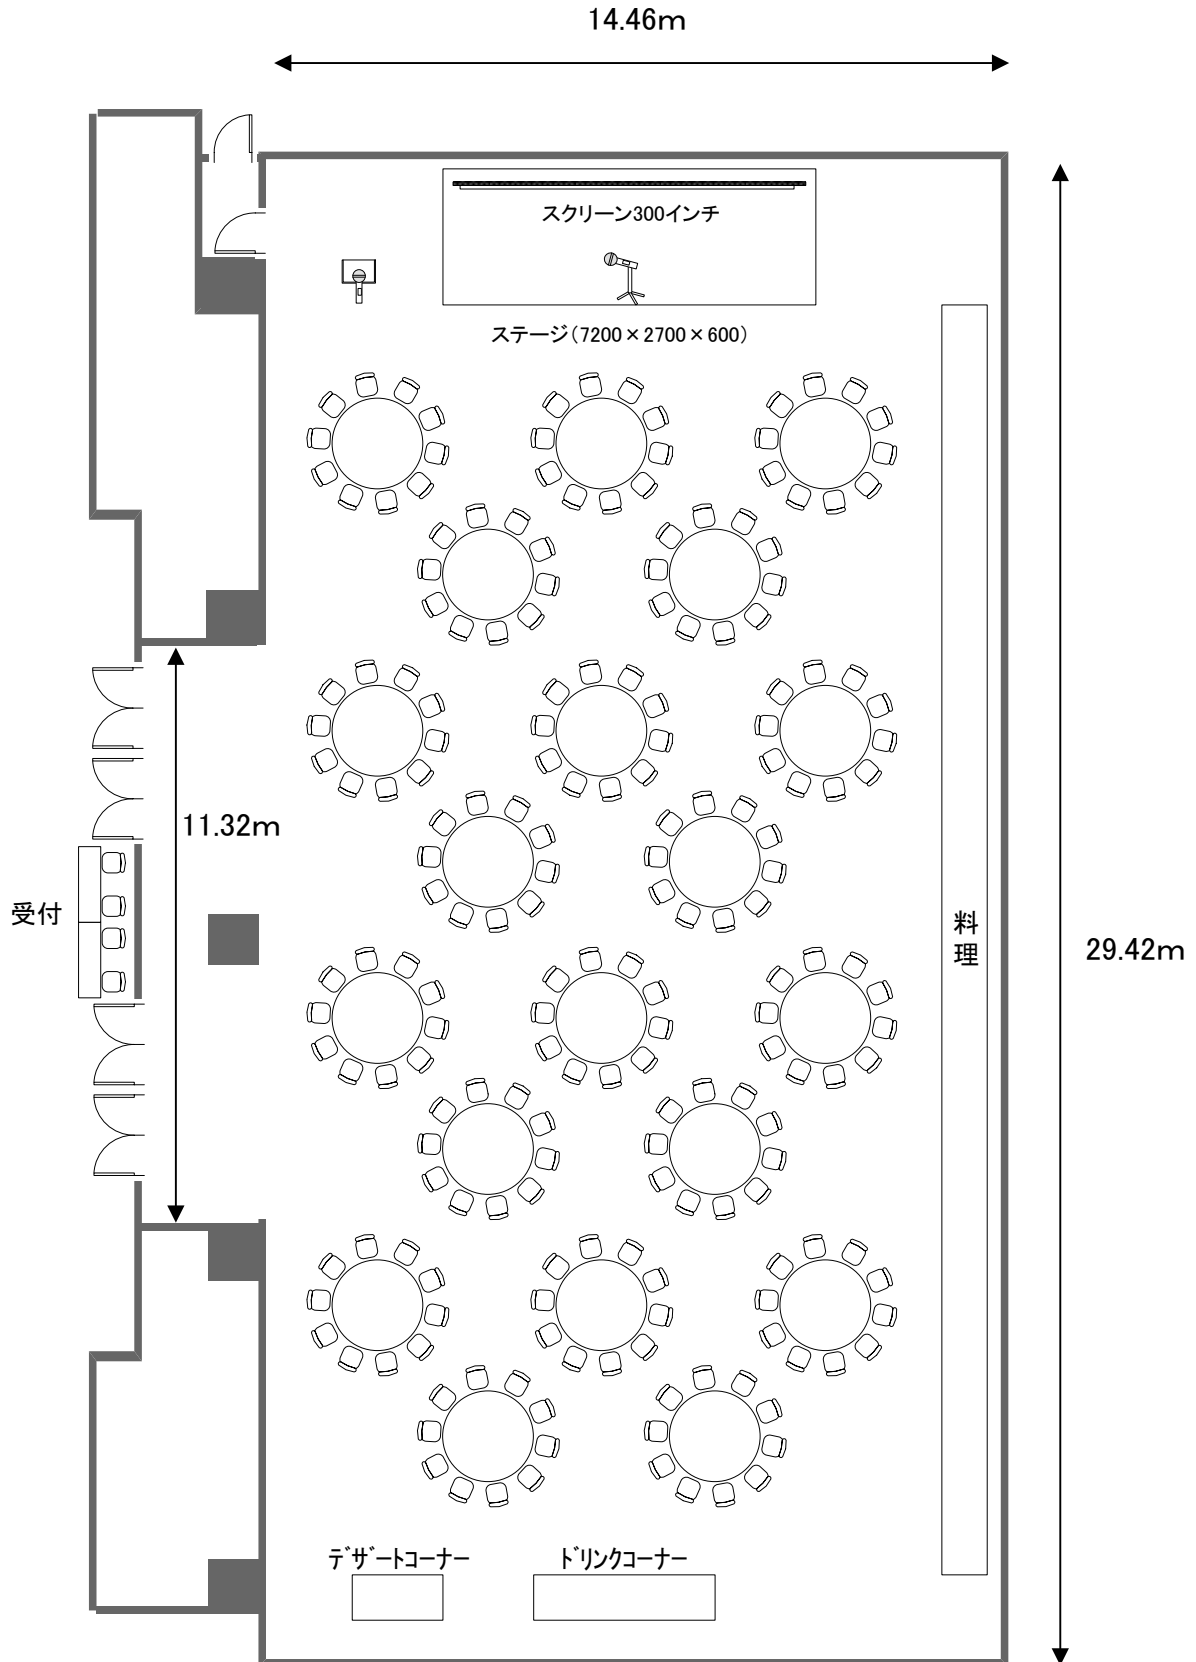 14.46m
スクリーン300インチ
ステージ(7200×2700×600)
11.32m
受付
料理
29.42m
デザートコーナー
ドリンクコーナー